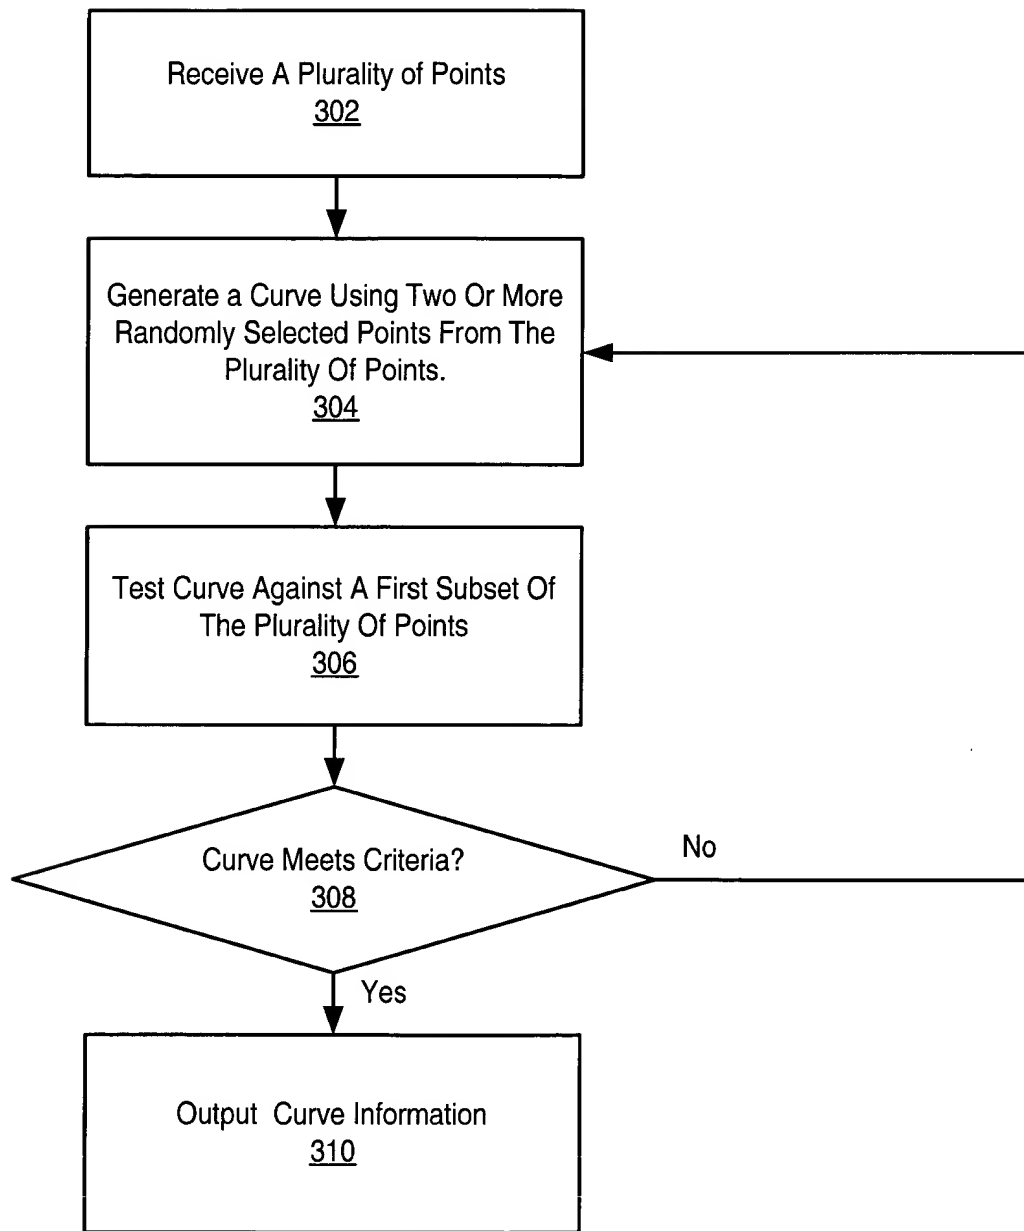 Receive A Plurality of Points
302
Generate a Curve Using Two Or More
Randomly Selected Points From The
Plurality Of Points.
304
Test Curve Against A First Subset Of
The Plurality Of Points
306
Curve Meets Criteria?
308
No
Yes
Output Curve Information
310